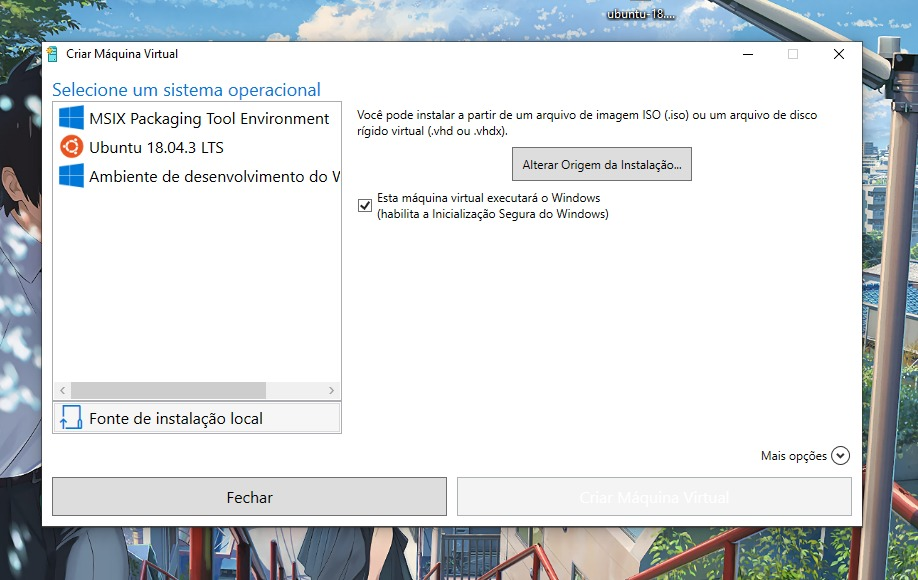 ubuntu-18....
Criar Máquina Virtual
Selecione um sistema operacional
MSIX Packaging Tool Environment
Ubuntu 18.04.3 LTS
Ambiente de desenvolvimento do W
Fonte de instalação local
Você pode instalar a partir de um arquivo de imagem ISO (.iso) ou um arquivo de disco
rígido virtual (.vhd ou .vhdx).
Alterar Origem da Instalação...
Esta máquina virtual executará o Windows
(habilita a Inicialização Segura do Windows)
Mais opções
Fechar
Criar Máquina Virtual